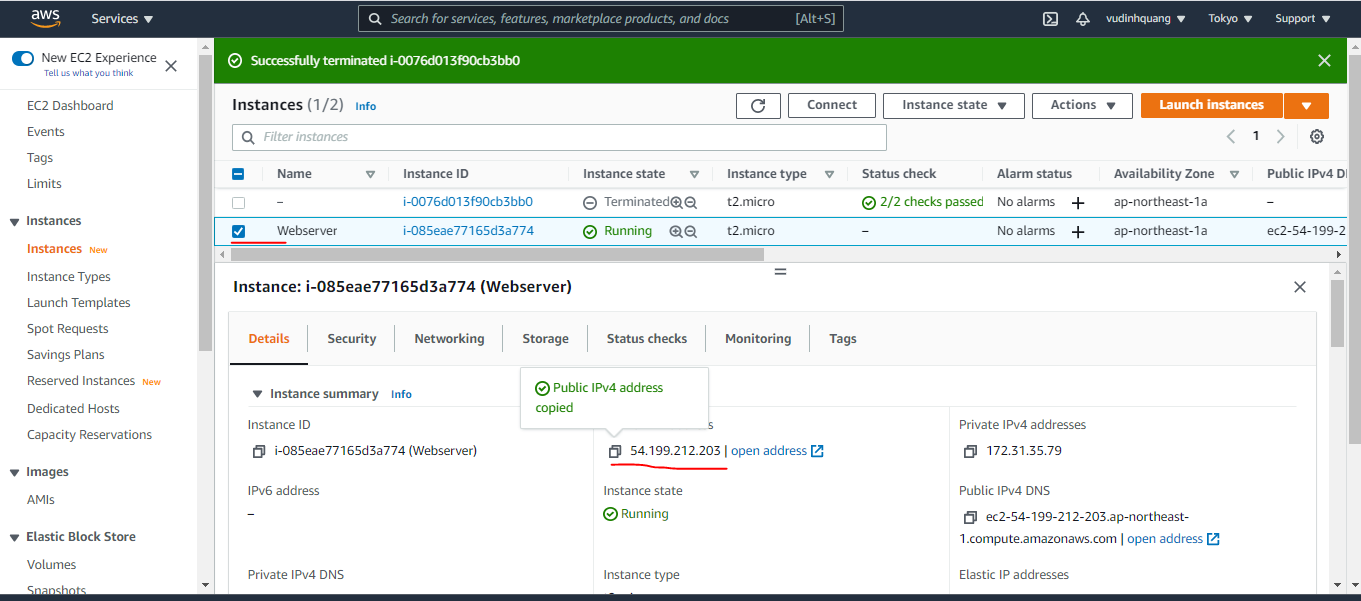 aws Services Search for services, features, marketplace products, and docs [Alt+S] vudinhquang Tokyo Support
New EC2 Experience
Tell us what you think
EC2 Dashboard
Events
Tags
Limits
Instances
Instances New
Instance Types
Launch Templates
Spot Requests
Savings Plans
Reserved Instances New
Dedicated Hosts
Capacity Reservations
Images
AMIs
Elastic Block Store
Volumes
Snapshots
Successfully terminated i-0076d013f90cb3bb0
Instances (1/2) Info Connect Instance state Actions Launch instances
Filter instances 1
Name Instance ID Instance state Instance type Status check Alarm status Availability Zone Public IPv4 DN
– i-0076d013f90cb3bb0 Terminated t2.micro 2/2 checks passed No alarms + ap-northeast-1a –
Webserver i-085eae77165d3a774 Running t2.micro – No alarms + ap-northeast-1a ec2-54-199-2
Instance: i-085eae77165d3a774 (Webserver)
Details Security Networking Storage Status checks Monitoring Tags
Public IPv4 address
copied
Instance summary Info
Instance ID
i-085eae77165d3a774 (Webserver)
54.199.212.203 | open address
Private IPv4 addresses
172.31.35.79
IPv6 address
–
Instance state
Running
Public IPv4 DNS
ec2-54-199-212-203.ap-northeast-
1.compute.amazonaws.com | open address
Private IPv4 DNS
Instance type
Elastic IP addresses